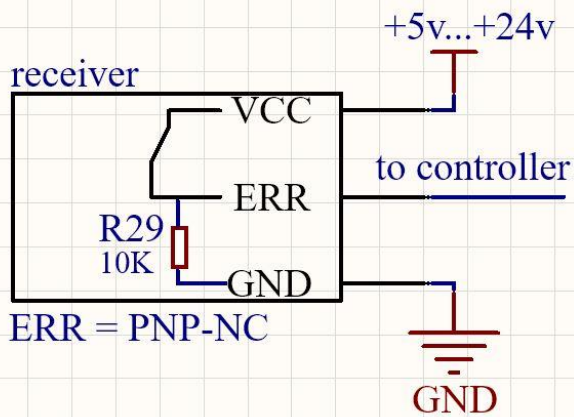 +5v...+24v
receiver
VCC
to controller
ERR
R29
10K
GND
ERR = PNP-NC
GND